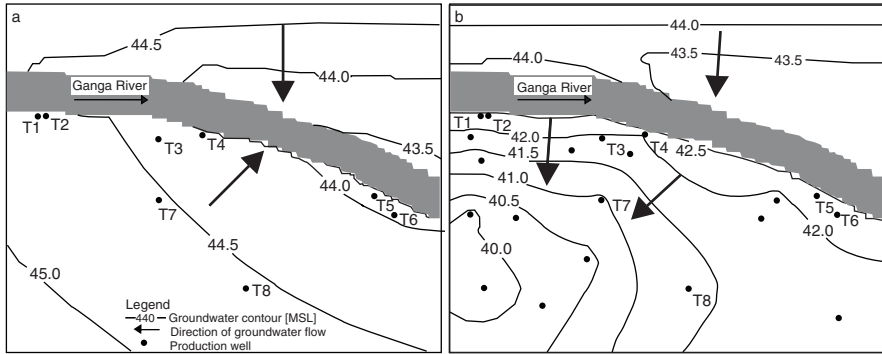 a
44.5
44.0
Ganga River
T1
T2
T3
T4
43.5
44.0
T5
T6
T7
44.5
45.0
T8
Legend
440 Groundwater contour [MSL]
Direction of groundwater flow
Production well
b
44.0
43.5
44.0
43.5
Ganga River
T1
T2
42.0
T3
T4
42.5
41.5
41.0
T7
T5
T6
40.5
42.0
40.0
T8